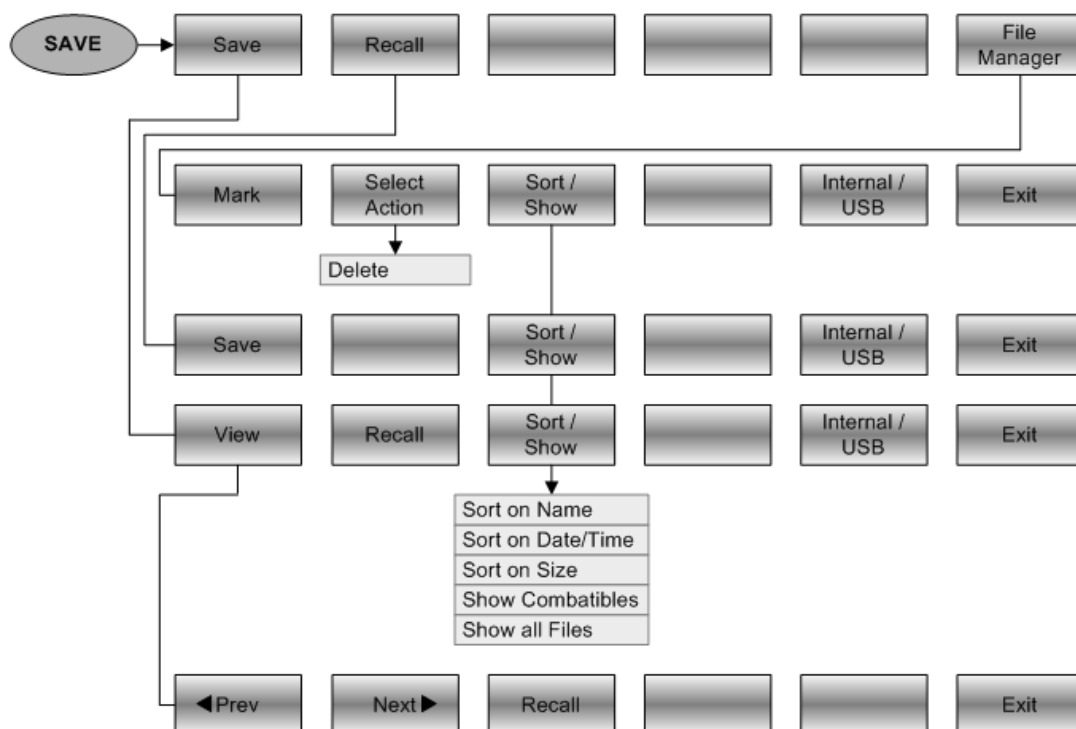 SAVE
Save
Recall
File
Manager
Mark
Select
Action
Sort /
Show
Internal /
USB
Exit
Delete
Save
Sort /
Show
Internal /
USB
Exit
View
Recall
Sort /
Show
Internal /
USB
Exit
Sort on Name
Sort on Date/Time
Sort on Size
Show Combatibles
Show all Files
◀Prev
Next▶
Recall
Exit